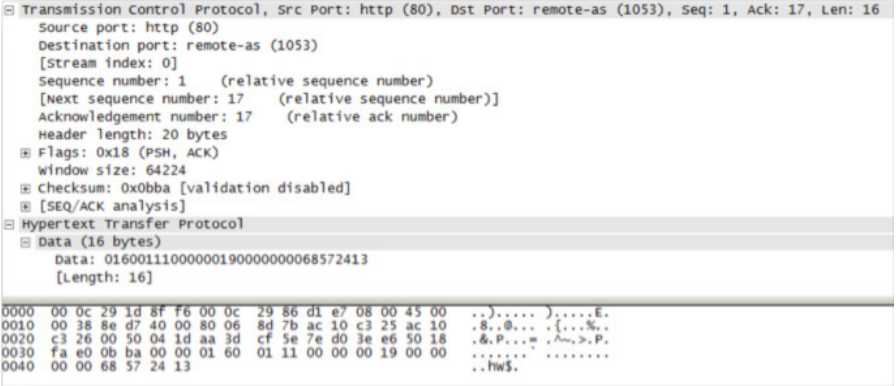 Transmission Control Protocol, Src Port: http (80), Dst Port: remote-as (1053), Seq: 1, Ack: 17, Len: 16
Source port: http (80)
Destination port: remote-as (1053)
[Stream index: 0]
Sequence number: 1 (relative sequence number)
[Next sequence number: 17 (relative sequence number)]
Acknowledgement number: 17 (relative ack number)
Header length: 20 bytes
Flags: 0x18 (PSH, ACK)
Window size: 64224
Checksum: 0x0bba [validation disabled]
[SEQ/ACK analysis]
Hypertext Transfer Protocol
Data (16 bytes)
Data: 01600111000000190000000068572413
[Length: 16]
0000 00 0c 29 1d 8f f6 00 0c 29 86 d1 e7 08 00 45 00 ..)..... ).....E.
0010 00 38 8e d7 40 00 80 06 8d 7b ac 10 c3 25 ac 10 .8..@... .{...%..
0020 c3 26 00 50 04 1d aa 3d cf 5e 7e d0 3e e6 50 18 .&.P...= .^~.>.P.
0030 fa e0 0b ba 00 00 01 60 01 11 00 00 00 19 00 00 .......` ........
0040 00 00 68 57 24 13 ..hW$.